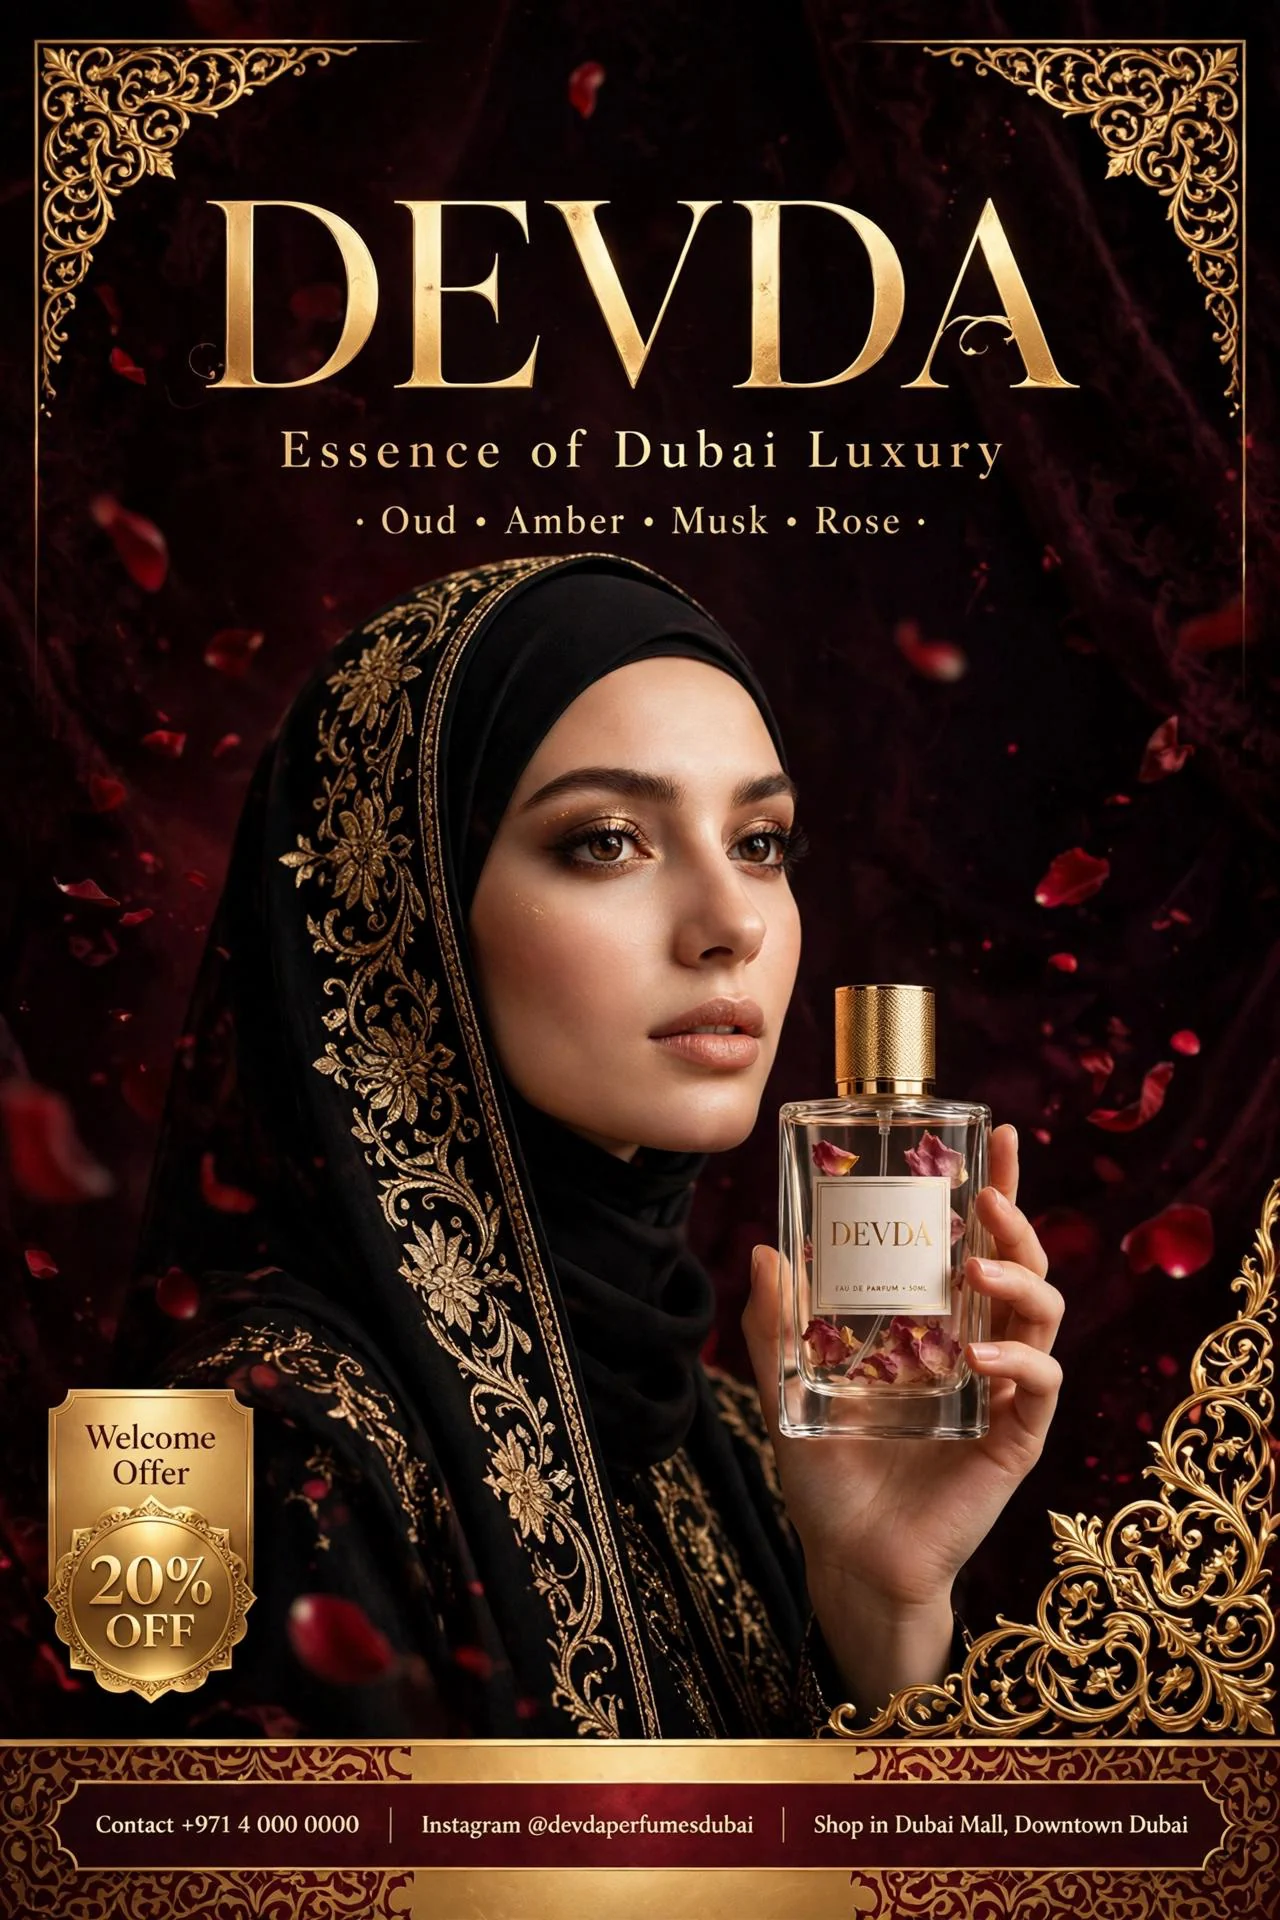 DEVDA
Essence of Dubai Luxury
· Oud • Amber • Musk • Rose ·
DEVDA
EAU DE PARFUM • 50ML
Welcome
Offer
20%
OFF
Contact +971 4 000 0000
Instagram @devdaperfumesdubai
Shop in Dubai Mall, Downtown Dubai